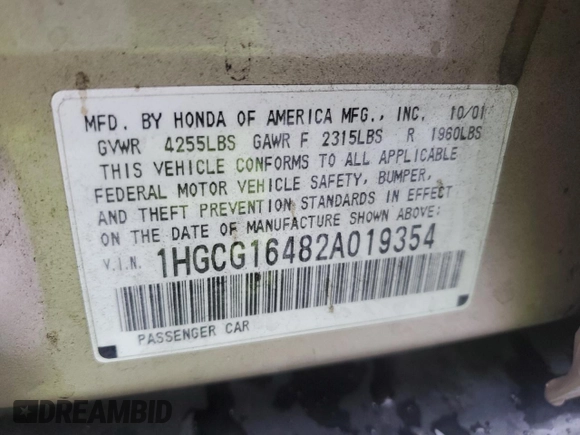 MFD. BY HONDA OF AMERICA MFG., INC. 10/01
GVWR 4255LBS GAWR F 2315LBS R 1960LBS
THIS VEHICLE CONFORMS TO ALL APPLICABLE
FEDERAL MOTOR VEHICLE SAFETY, BUMPER,
AND THEFT PREVENTION STANDARDS IN EFFECT
ON THE DATE OF MANUFACTURE SHOWN ABOVE:
V.I.N. 1HGCG16482A019354
PASSENGER CAR
DREAMBID